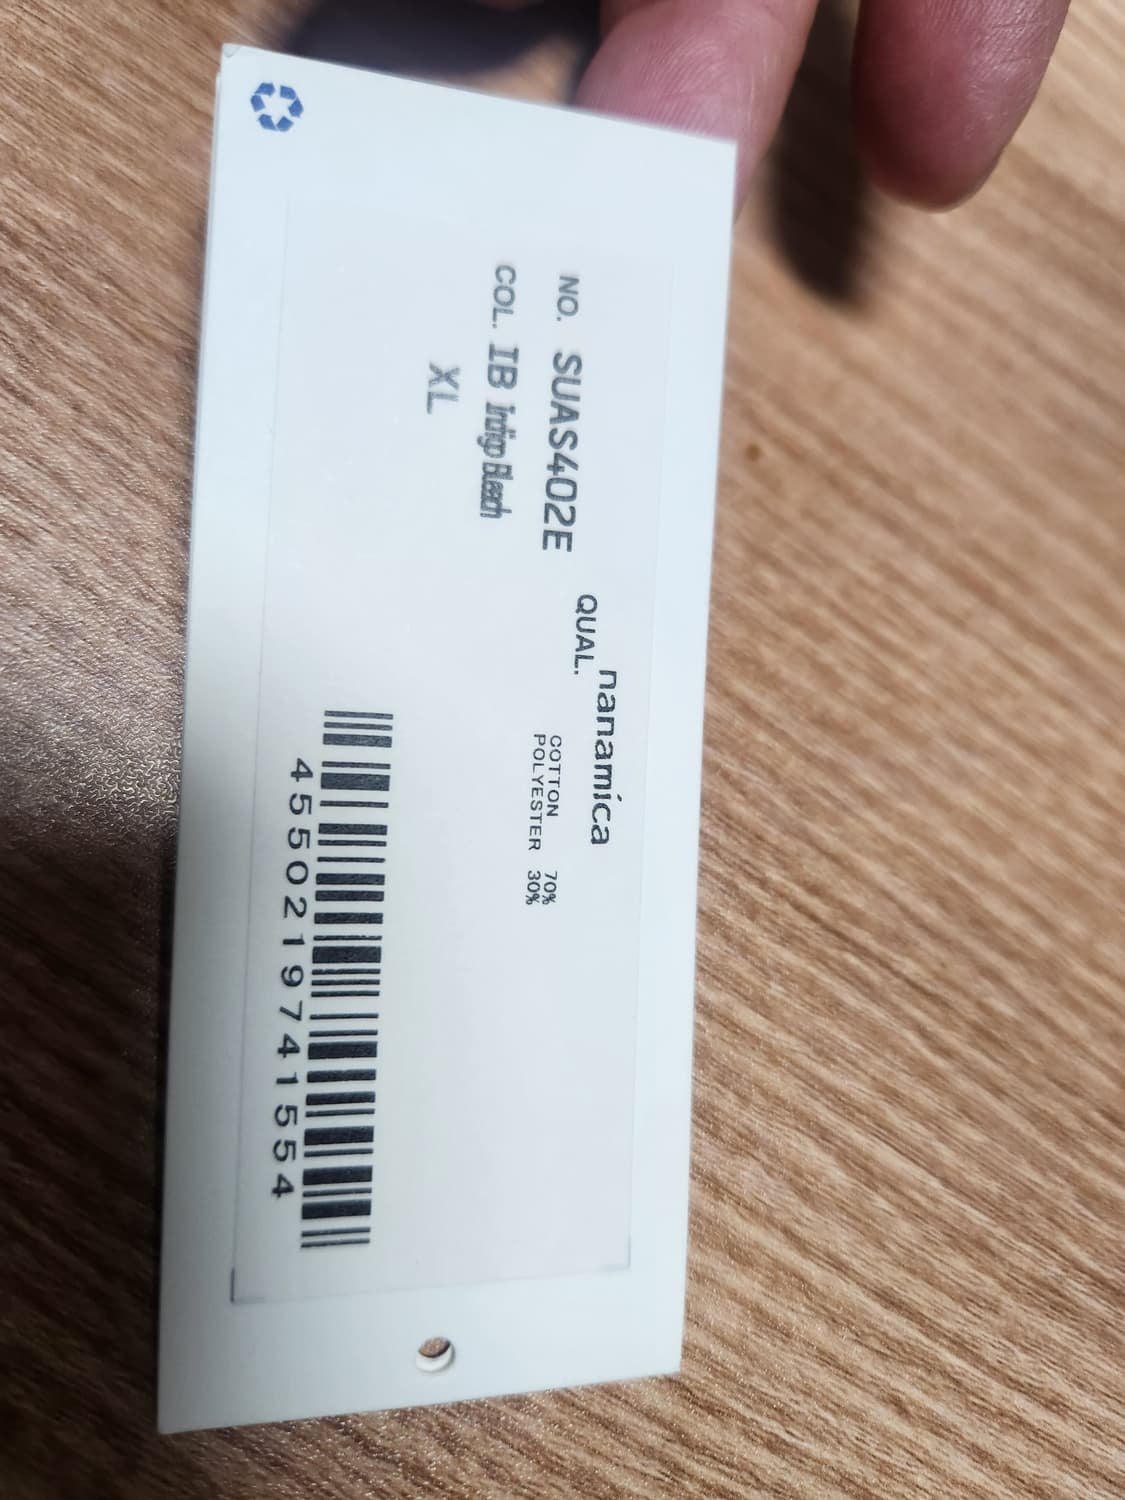 nanamica
NO. SUAS402E
QUAL.
COTTON 70%
POLYESTER 30%
COL. IB Indigo Bleach
XL
4550219741554